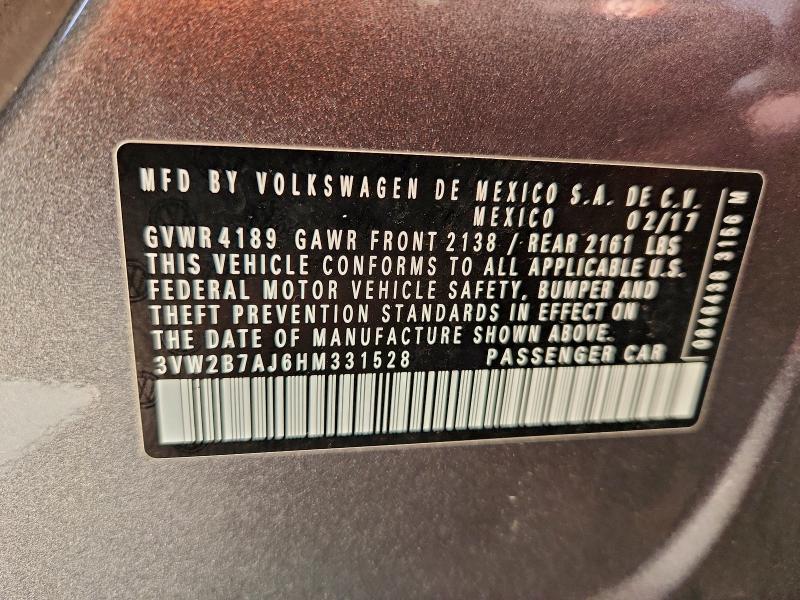 MFD BY VOLKSWAGEN DE MEXICO S.A. DE C.V.
MEXICO 02/17
GVWR 4189 GAWR FRONT 2138 / REAR 2161 LBS
THIS VEHICLE CONFORMS TO ALL APPLICABLE U.S.
FEDERAL MOTOR VEHICLE SAFETY, BUMPER AND
THEFT PREVENTION STANDARDS IN EFFECT ON
THE DATE OF MANUFACTURE SHOWN ABOVE.
3VW2B7AJ6HM331528 PASSENGER CAR
3166 M